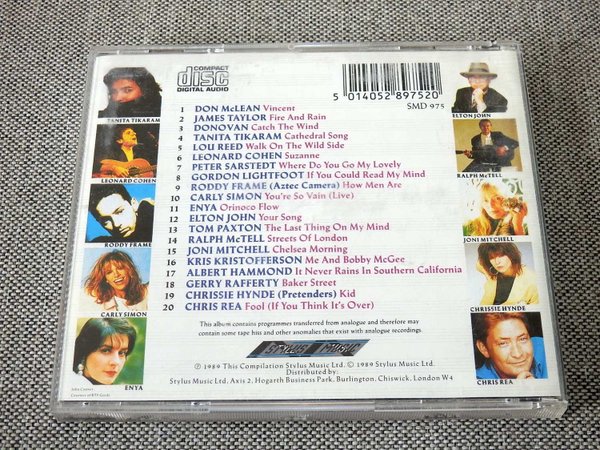 COMPACT
disc
DIGITAL AUDIO
5 014052 897520
SMD 975
1 DON McLEAN Vincent
2 JAMES TAYLOR Fire And Rain
3 DONOVAN Catch The Wind
4 TANITA TIKARAM Cathedral Song
5 LOU REED Walk On The Wild Side
6 LEONARD COHEN Suzanne
7 PETER SARSTEDT Where Do You Go My Lovely
8 GORDON LIGHTFOOT If You Could Read My Mind
9 RODDY FRAME (Aztec Camera) How Men Are
10 CARLY SIMON You're So Vain (Live)
11 ENYA Orinoco Flow
12 ELTON JOHN Your Song
13 TOM PAXTON The Last Thing On My Mind
14 RALPH McTELL Streets Of London
15 JONI MITCHELL Chelsea Morning
16 KRIS KRISTOFFERSON Me And Bobby McGee
17 ALBERT HAMMOND It Never Rains In Southern California
18 GERRY RAFFERTY Baker Street
19 CHRISSIE HYNDE (Pretenders) Kid
20 CHRIS REA Fool (If You Think It's Over)
TANITA TIKARAM
LEONARD COHEN
RODDY FRAME
CARLY SIMON
ENYA
ELTON JOHN
RALPH McTELL
JONI MITCHELL
CHRISSIE HYNDE
CHRIS REA
This album contains programmes transferred from analogue and therefore may
contain some tape hiss and other anomalies that exist with analogue recordings.
STYLUS MUSIC
℗ 1989 This Compilation Stylus Music Ltd. © 1989 Stylus Music Ltd.
Distributed by:
Stylus Music Ltd, Axis 2, Hogarth Business Park, Burlington, Chiswick, London W4